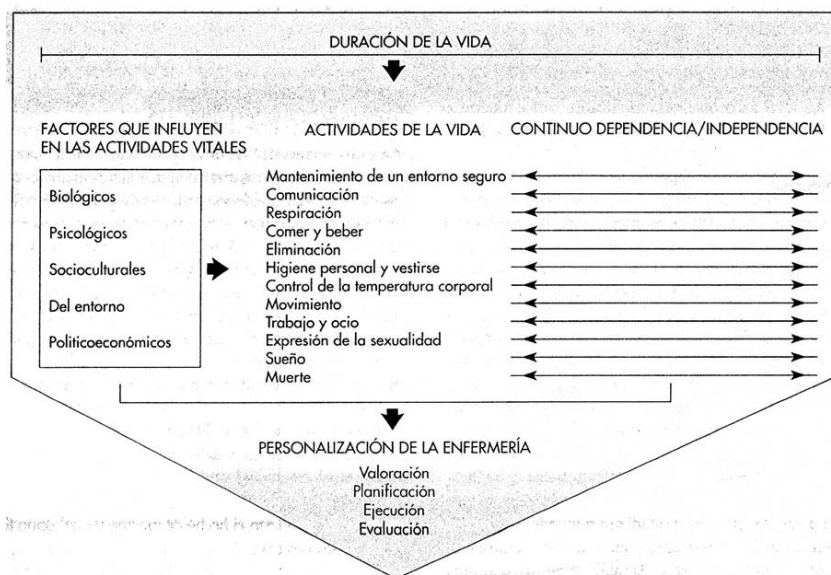 DURACIÓN DE LA VIDA
FACTORES QUE INFLUYEN
EN LAS ACTIVIDADES VITALES
Biológicos
Psicológicos
Socioculturales
Del entorno
Politicoeconómicos
ACTIVIDADES DE LA VIDA
Mantenimiento de un entorno seguro
Comunicación
Respiración
Comer y beber
Eliminación
Higiene personal y vestirse
Control de la temperatura corporal
Movimiento
Trabajo y ocio
Expresión de la sexualidad
Sueño
Muerte
CONTINUO DEPENDENCIA/INDEPENDENCIA
PERSONALIZACIÓN DE LA ENFERMERÍA
Valoración
Planificación
Ejecución
Evaluación